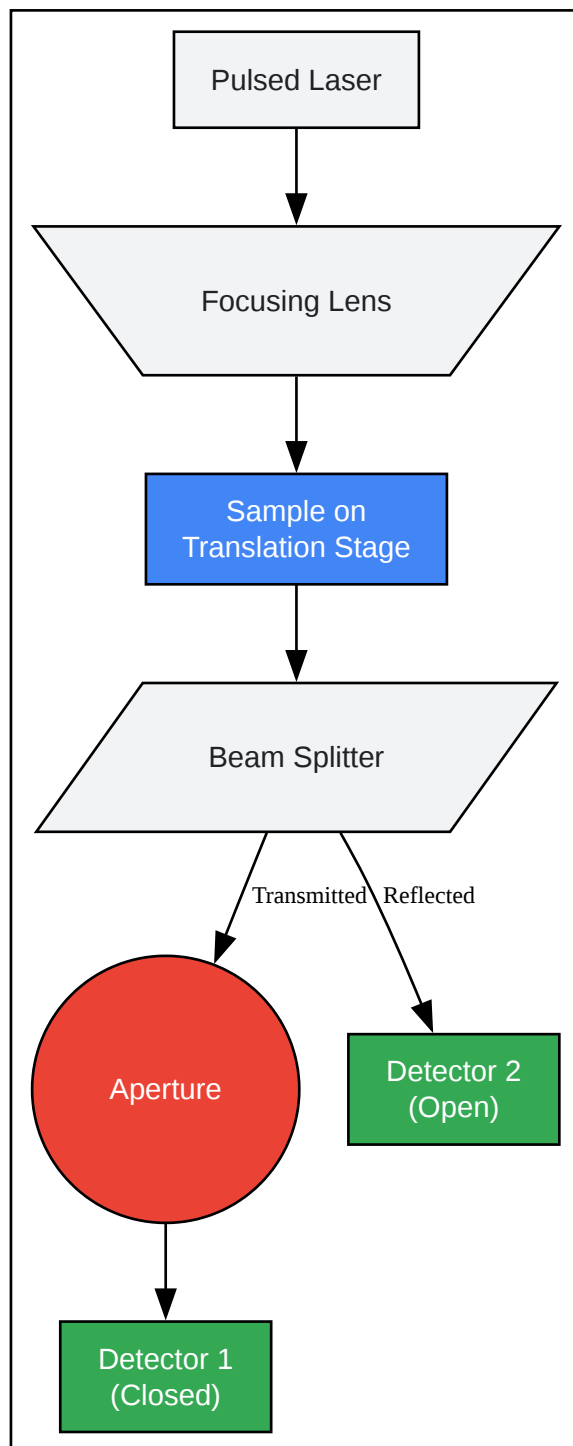 Pulsed Laser
Focusing Lens
Sample on
Translation Stage
Beam Splitter
Transmitted
Reflected
Aperture
Detector 2
(Open)
Detector 1
(Closed)